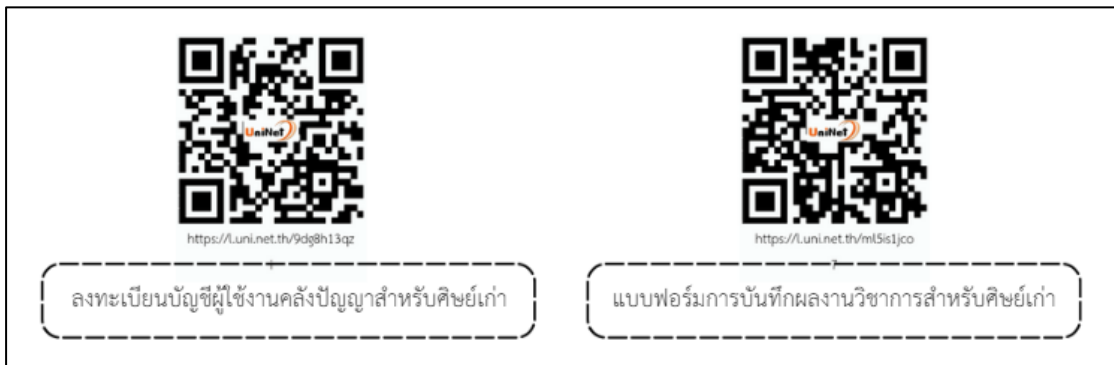 UniNet
https://l.uni.net.th/9dg8h13qz
ลงทะเบียนบัญชีผู้ใช้งานคลังปัญญาสำหรับศิษย์เก่า
UniNet
https://l.uni.net.th/ml5is1jco
แบบฟอร์มการบันทึกผลงานวิชาการสำหรับศิษย์เก่า